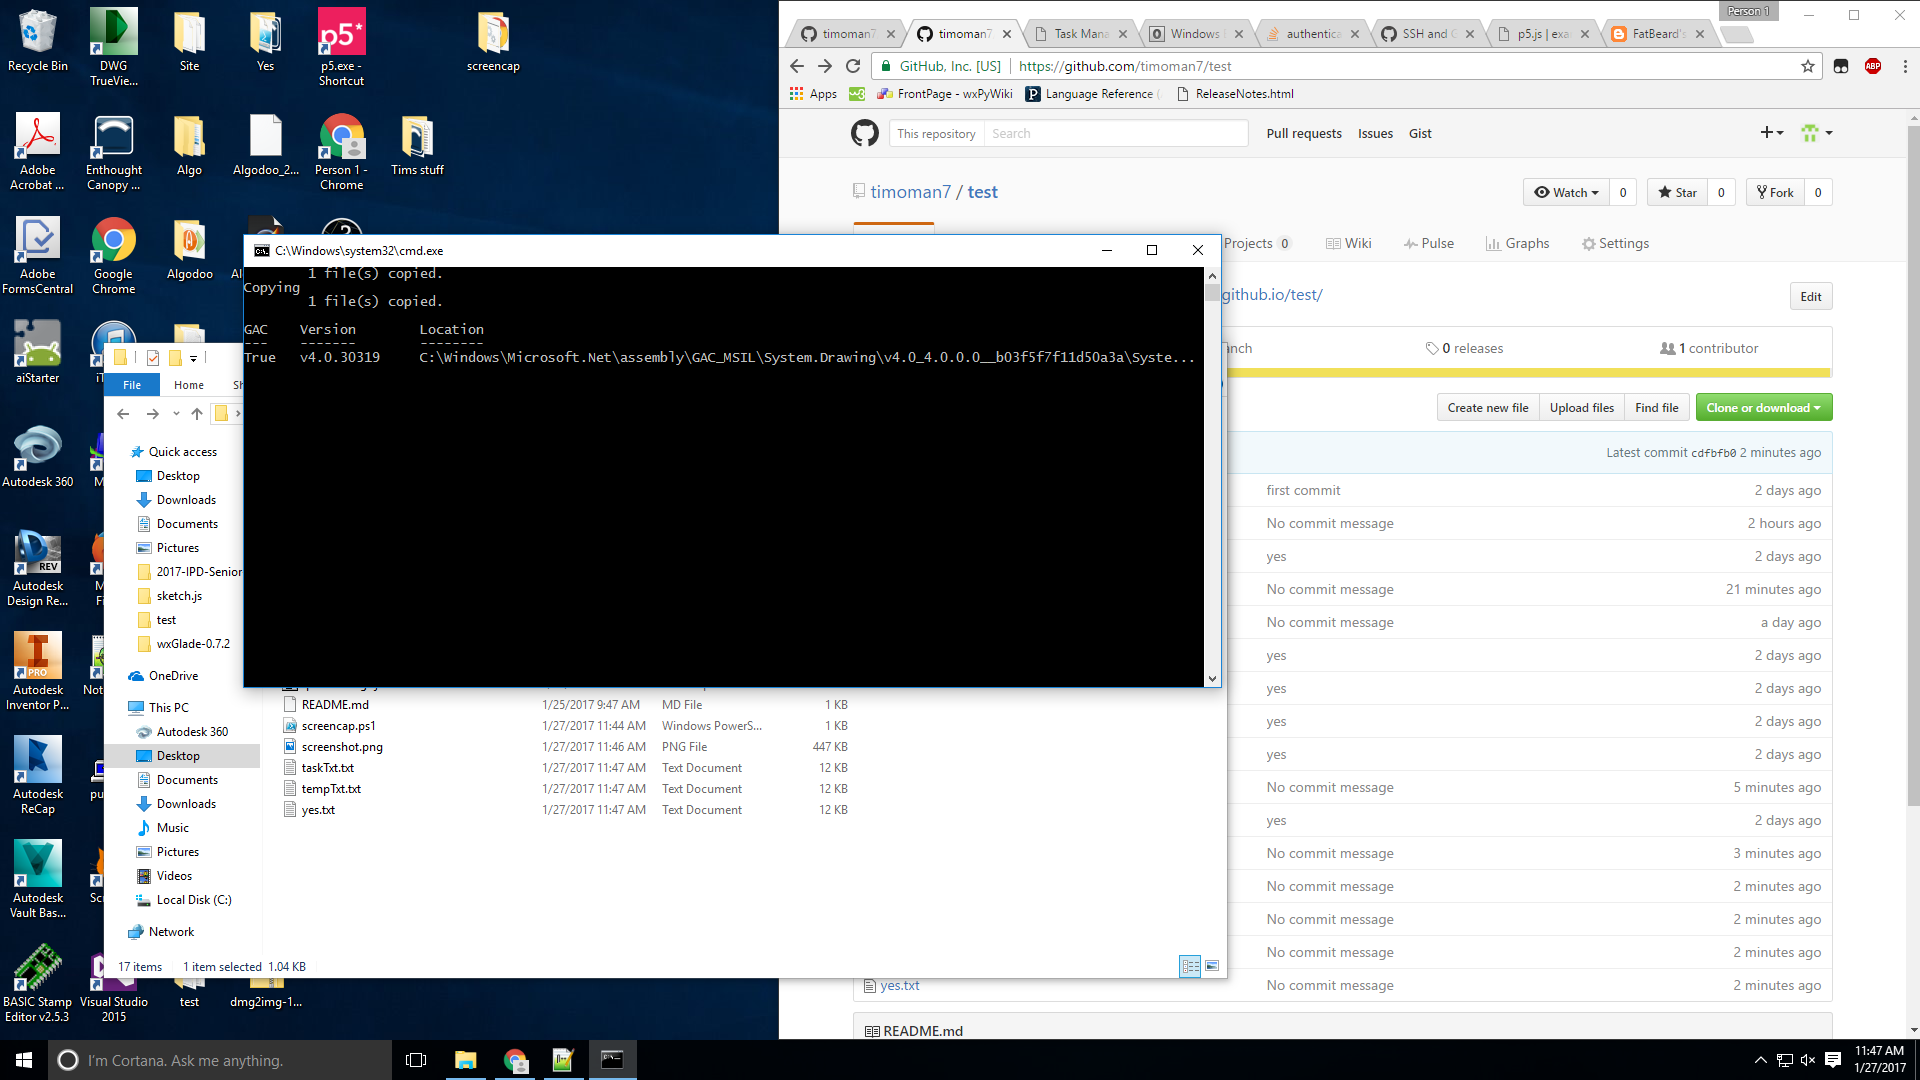 Recycle Bin
DWG TrueVie...
Site
Yes
p5*
p5.exe - Shortcut
screencap
Adobe Acrobat ...
Enthought Canopy ...
Algo
Algodoo_2...
Person 1 - Chrome
Tims stuff
Adobe FormsCentral
Google Chrome
Algodoo
aiStarter
Autodesk 360
REV
Autodesk Design Re...
PRO
Autodesk Inventor P...
Autodesk ReCap
Autodesk Vault Bas...
BASIC Stamp Editor v2.5.3
Visual Studio 2015
test
dmg2img-1...
C:\Windows\system32\cmd.exe
1 file(s) copied.
Copying
1 file(s) copied.
GAC Version Location
--- ------- --------
True v4.0.30319 C:\Windows\Microsoft.Net\assembly\GAC_MSIL\System.Drawing\v4.0_4.0.0.0__b03f5f7f11d50a3a\Syste...
File Home
Quick access
Desktop
Downloads
Documents
Pictures
2017-IPD-Senior
sketch.js
test
wxGlade-0.7.2
OneDrive
This PC
Autodesk 360
Desktop
Documents
Downloads
Music
Pictures
Videos
Local Disk (C:)
Network
README.md 1/25/2017 9:47 AM MD File 1 KB
screencap.ps1 1/27/2017 11:44 AM Windows PowerS... 1 KB
screenshot.png 1/27/2017 11:46 AM PNG File 447 KB
taskTxt.txt 1/27/2017 11:47 AM Text Document 12 KB
tempTxt.txt 1/27/2017 11:47 AM Text Document 12 KB
yes.txt 1/27/2017 11:47 AM Text Document 12 KB
17 items 1 item selected 1.04 KB
Person 1
timoman7
timoman7
Task Mana
Windows
authentica
SSH and
p5.js | exa
FatBeard's
GitHub, Inc. [US] https://github.com/timoman7/test
ABP
Apps
FrontPage - wxPyWiki
Language Reference
ReleaseNotes.html
This repository Search
Pull requests Issues Gist
timoman7 / test
Watch 0 Star 0 Fork 0
Projects 0 Wiki Pulse Graphs Settings
github.io/test/
Edit
0 releases
1 contributor
Create new file Upload files Find file Clone or download
Latest commit cdfbfb0 2 minutes ago
first commit 2 days ago
No commit message 2 hours ago
yes 2 days ago
No commit message 21 minutes ago
No commit message a day ago
yes 2 days ago
yes 2 days ago
yes 2 days ago
yes 2 days ago
No commit message 5 minutes ago
yes 2 days ago
No commit message 3 minutes ago
No commit message 2 minutes ago
No commit message 2 minutes ago
No commit message 2 minutes ago
yes.txt No commit message 2 minutes ago
README.md
I'm Cortana. Ask me anything.
11:47 AM
1/27/2017